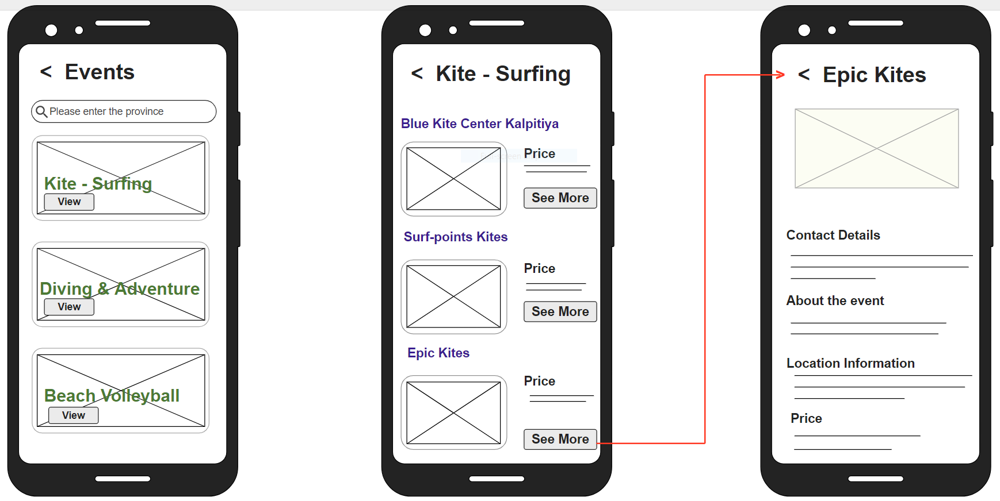 < Events
Please enter the province
Kite - Surfing
View
Diving & Adventure
View
Beach Volleyball
View
< Kite - Surfing
Blue Kite Center Kalpitiya
Price
See More
Surf-points Kites
Price
See More
Epic Kites
Price
See More
> < Epic Kites
Contact Details
About the event
Location Information
Price